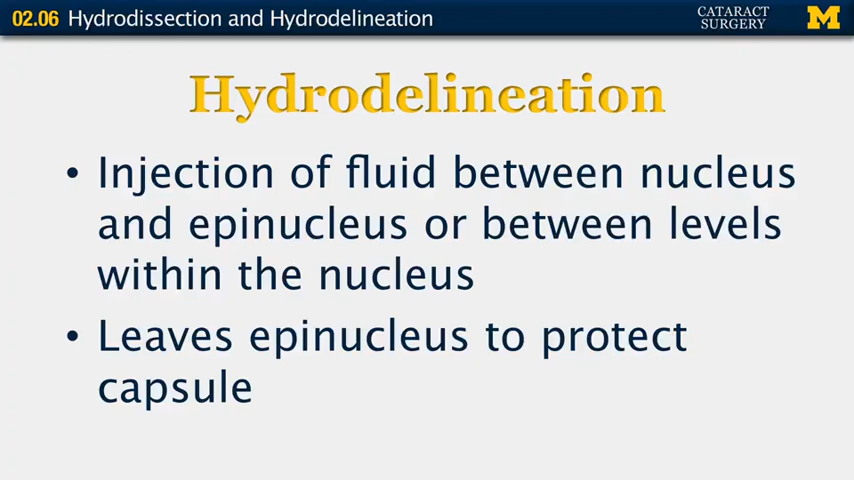 02.06 Hydrodissection and Hydrodelineation
CATARACT
SURGERY
M
Hydrodelineation
• Injection of fluid between nucleus
and epinucleus or between levels
within the nucleus
• Leaves epinucleus to protect
capsule